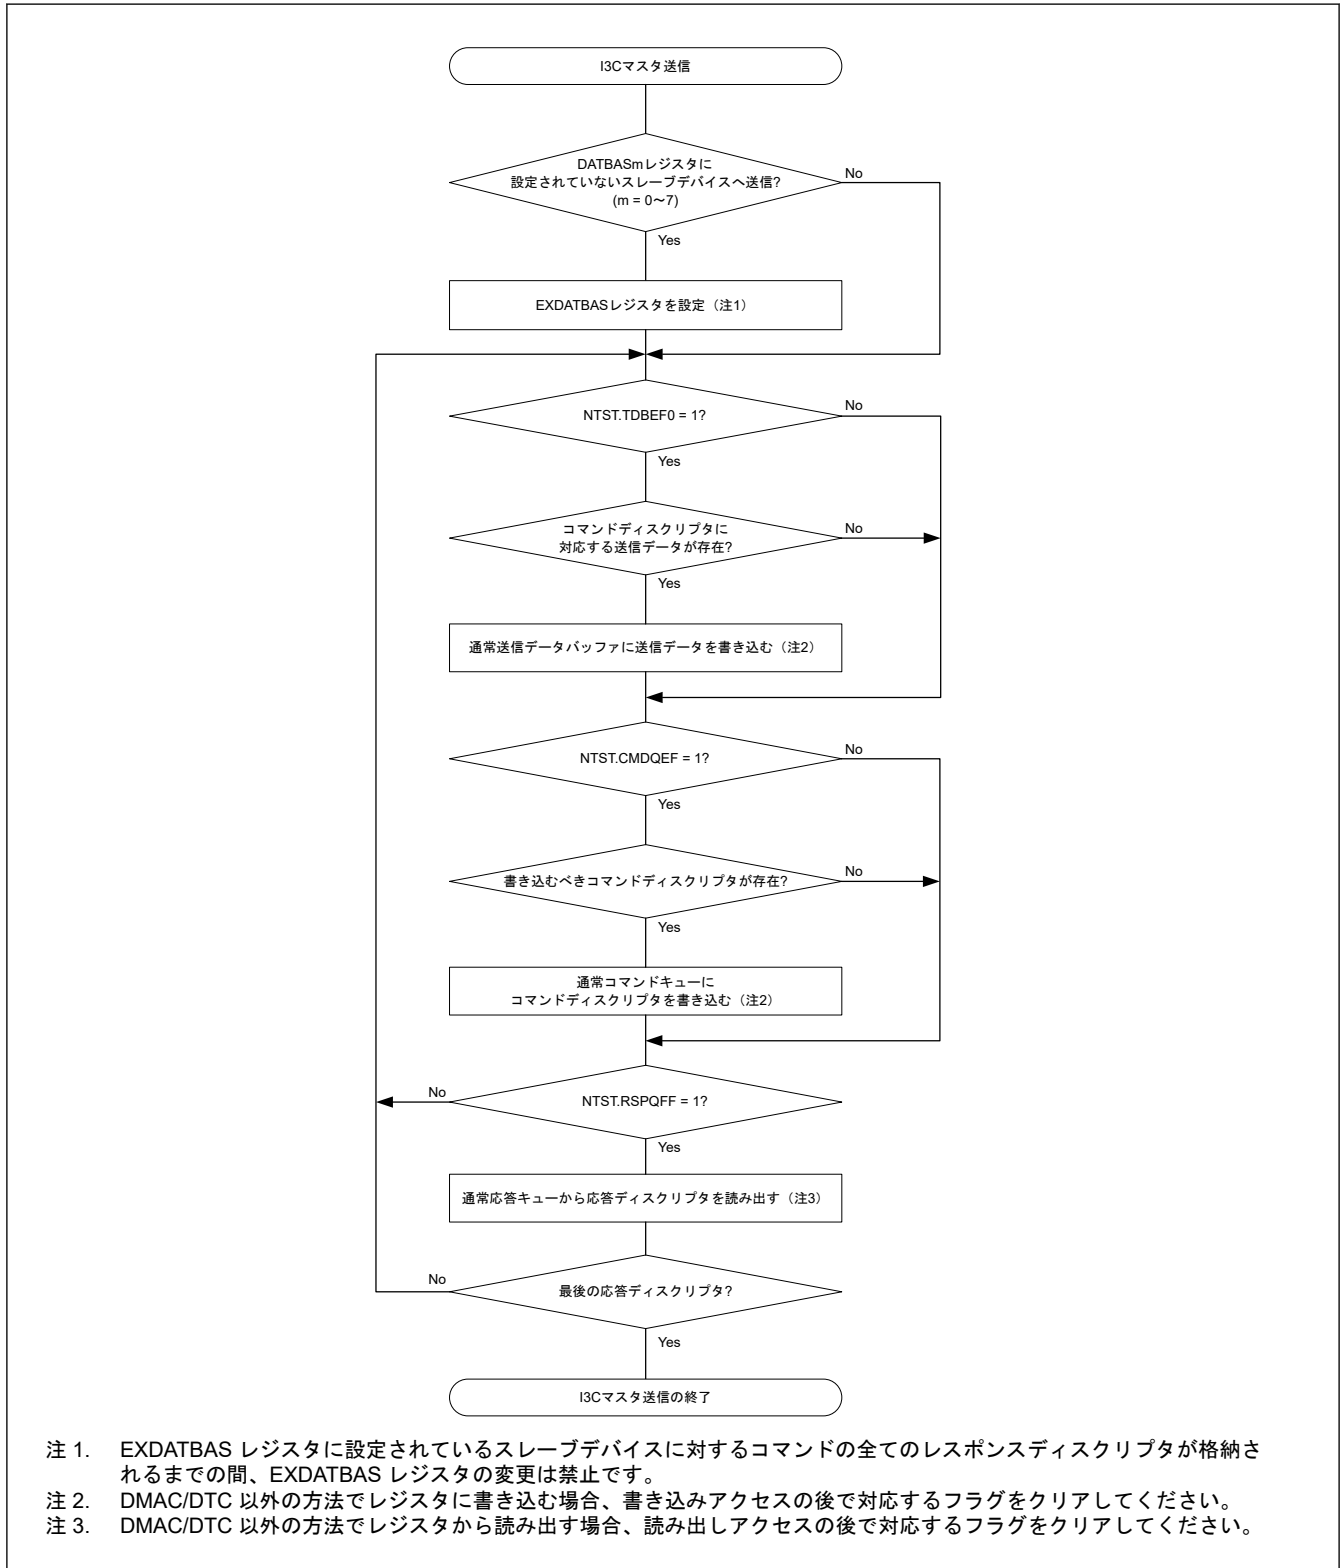 I3Cマスタ送信
DATBASmレジスタに
設定されていないスレーブデバイスへ送信?
(m = 0～7)
No
Yes
EXDATBASレジスタを設定（注1）
NTST.TDBEF0 = 1?
No
Yes
コマンドディスクリプタに
対応する送信データが存在?
No
Yes
通常送信データバッファに送信データを書き込む（注2）
NTST.CMDQEF = 1?
No
Yes
書き込むべきコマンドディスクリプタが存在?
No
Yes
通常コマンドキューに
コマンドディスクリプタを書き込む（注2）
No
NTST.RSPQFF = 1?
Yes
通常応答キューから応答ディスクリプタを読み出す（注3）
No
最後の応答ディスクリプタ?
Yes
I3Cマスタ送信の終了
注 1. EXDATBAS レジスタに設定されているスレーブデバイスに対するコマンドの全てのレスポンスディスクリプタが格納さ
れるまでの間、EXDATBAS レジスタの変更は禁止です。
注 2. DMAC/DTC 以外の方法でレジスタに書き込む場合、書き込みアクセスの後で対応するフラグをクリアしてください。
注 3. DMAC/DTC 以外の方法でレジスタから読み出す場合、読み出しアクセスの後で対応するフラグをクリアしてください。